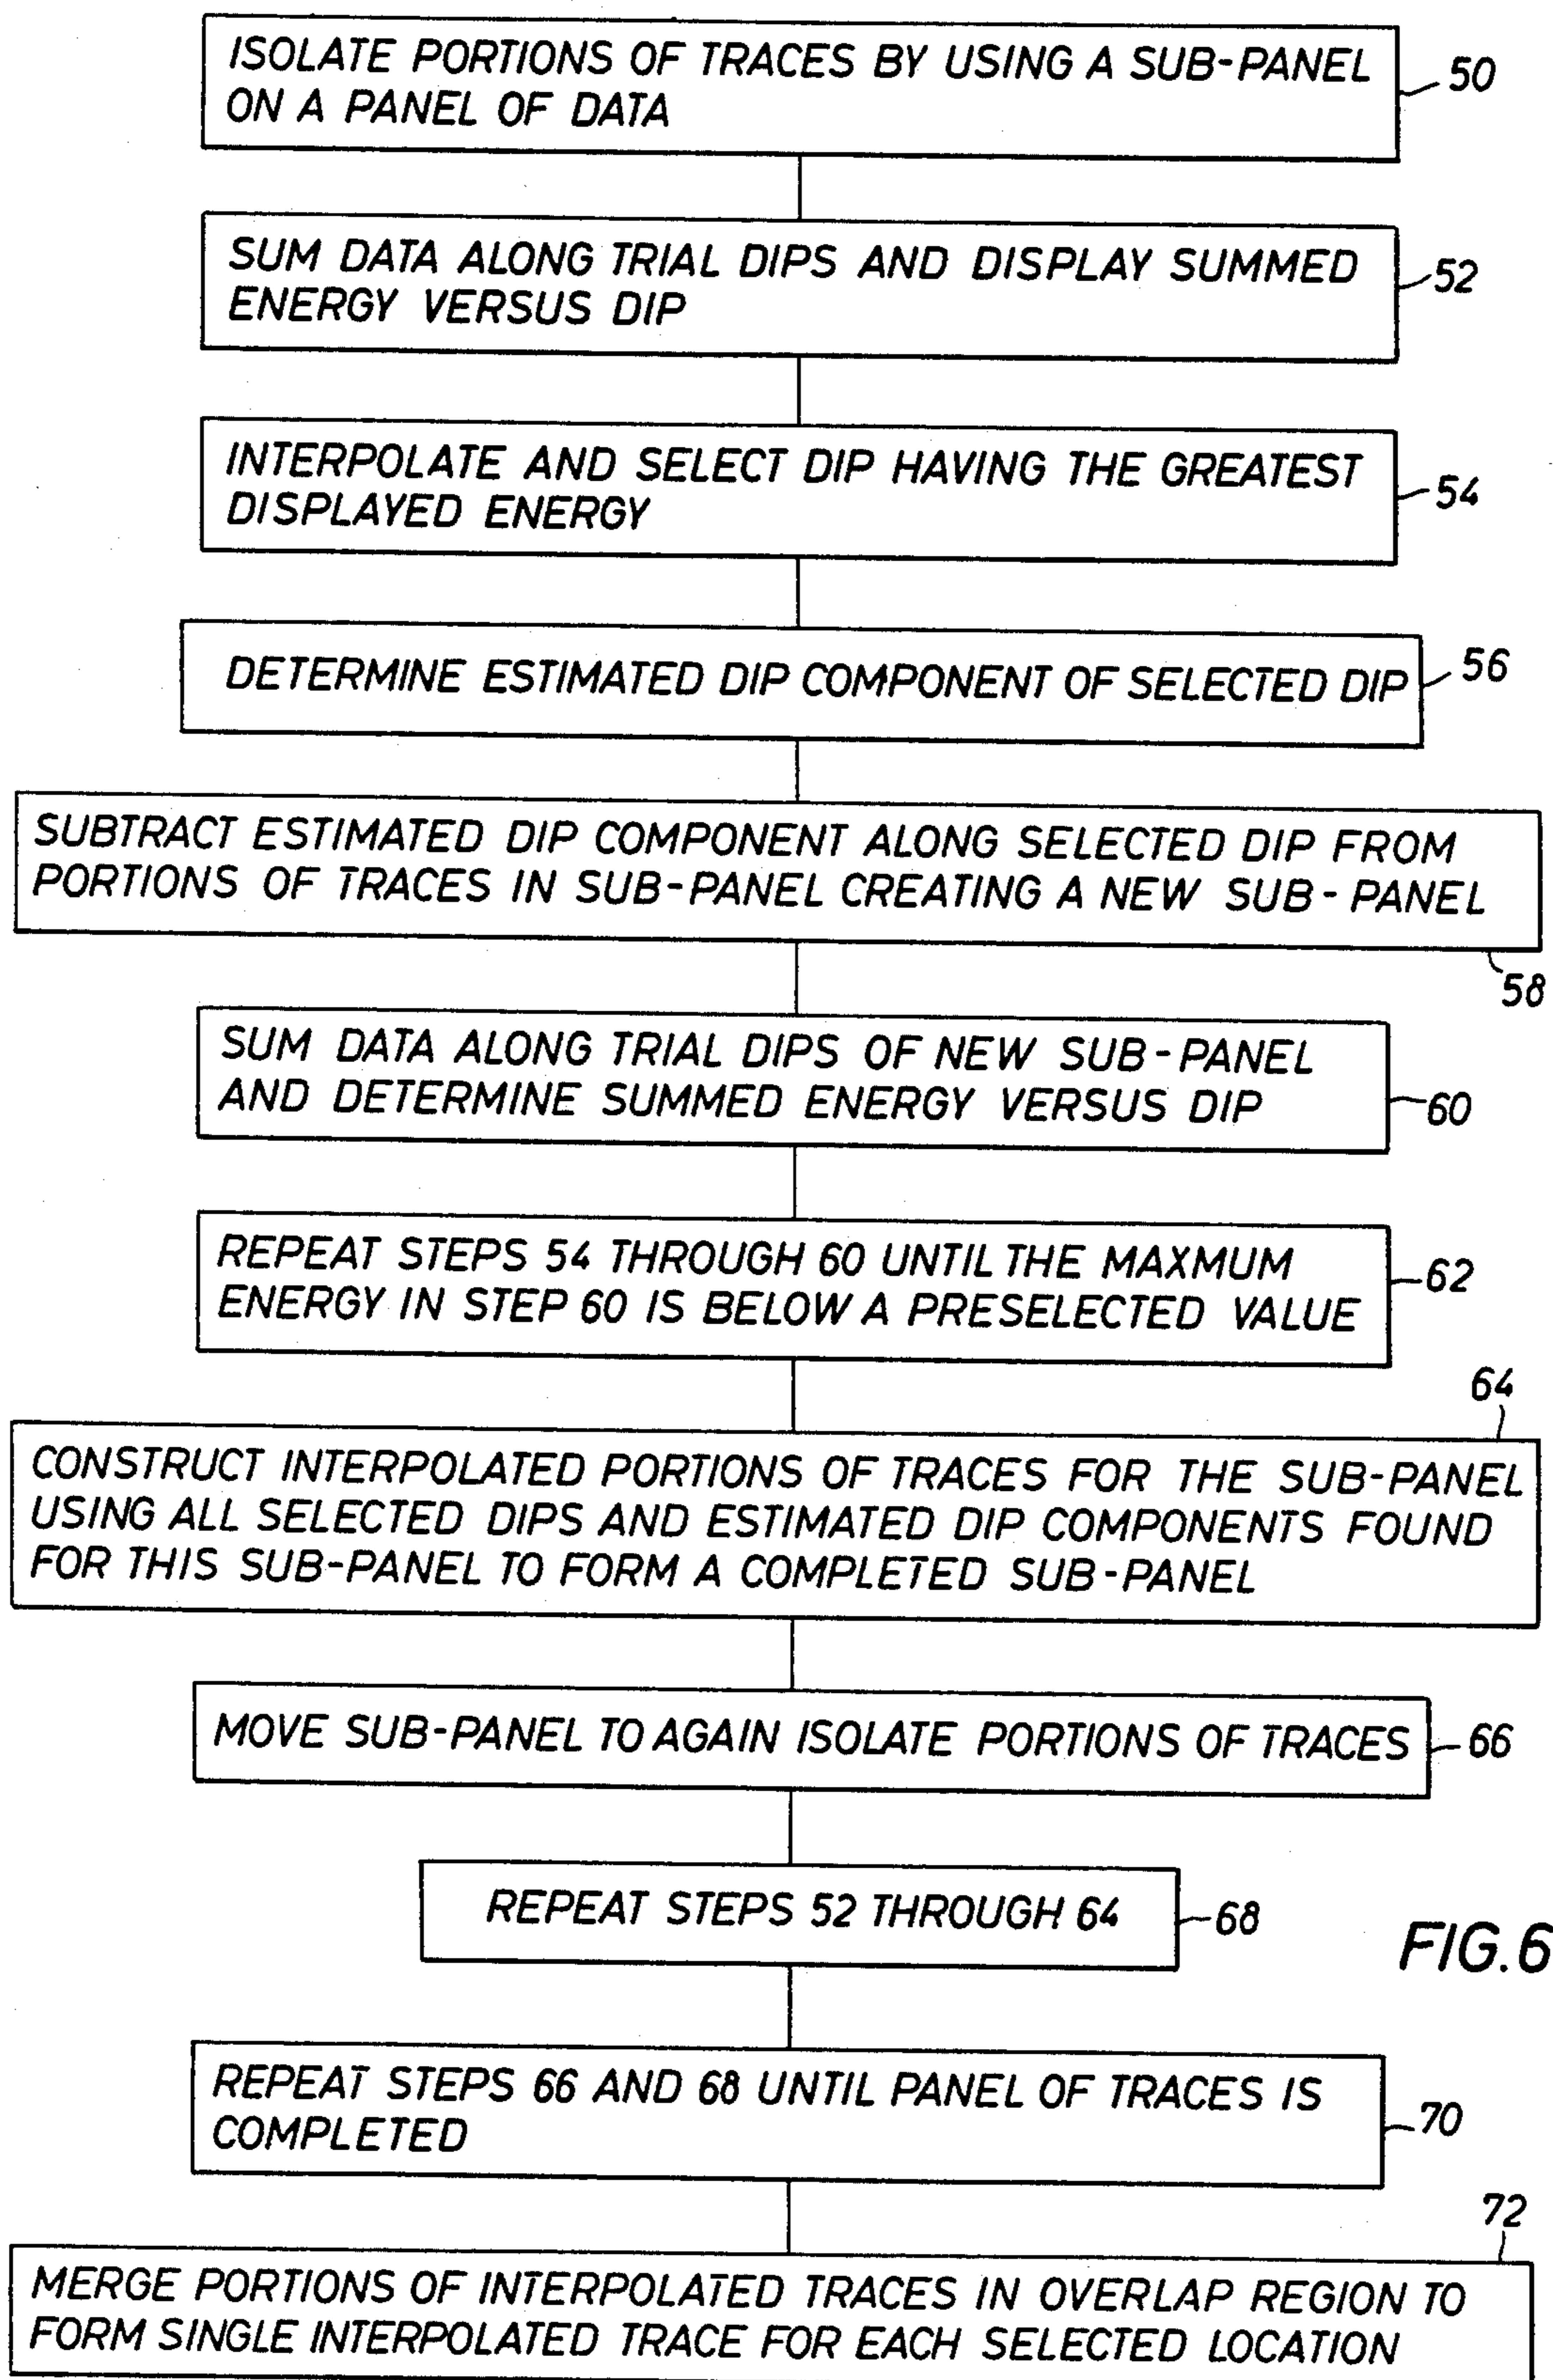 ISOLATE PORTIONS OF TRACES BY USING A SUB-PANEL
ON A PANEL OF DATA
50
SUM DATA ALONG TRIAL DIPS AND DISPLAY SUMMED
ENERGY VERSUS DIP
52
INTERPOLATE AND SELECT DIP HAVING THE GREATEST
DISPLAYED ENERGY
54
DETERMINE ESTIMATED DIP COMPONENT OF SELECTED DIP
56
SUBTRACT ESTIMATED DIP COMPONENT ALONG SELECTED DIP FROM
PORTIONS OF TRACES IN SUB-PANEL CREATING A NEW SUB-PANEL
58
SUM DATA ALONG TRIAL DIPS OF NEW SUB-PANEL
AND DETERMINE SUMMED ENERGY VERSUS DIP
60
REPEAT STEPS 54 THROUGH 60 UNTIL THE MAXMUM
ENERGY IN STEP 60 IS BELOW A PRESELECTED VALUE
62
64
CONSTRUCT INTERPOLATED PORTIONS OF TRACES FOR THE SUB-PANEL
USING ALL SELECTED DIPS AND ESTIMATED DIP COMPONENTS FOUND
FOR THIS SUB-PANEL TO FORM A COMPLETED SUB-PANEL
MOVE SUB-PANEL TO AGAIN ISOLATE PORTIONS OF TRACES
66
REPEAT STEPS 52 THROUGH 64
68
FIG.6
REPEAT STEPS 66 AND 68 UNTIL PANEL OF TRACES IS
COMPLETED
70
72
MERGE PORTIONS OF INTERPOLATED TRACES IN OVERLAP REGION TO
FORM SINGLE INTERPOLATED TRACE FOR EACH SELECTED LOCATION